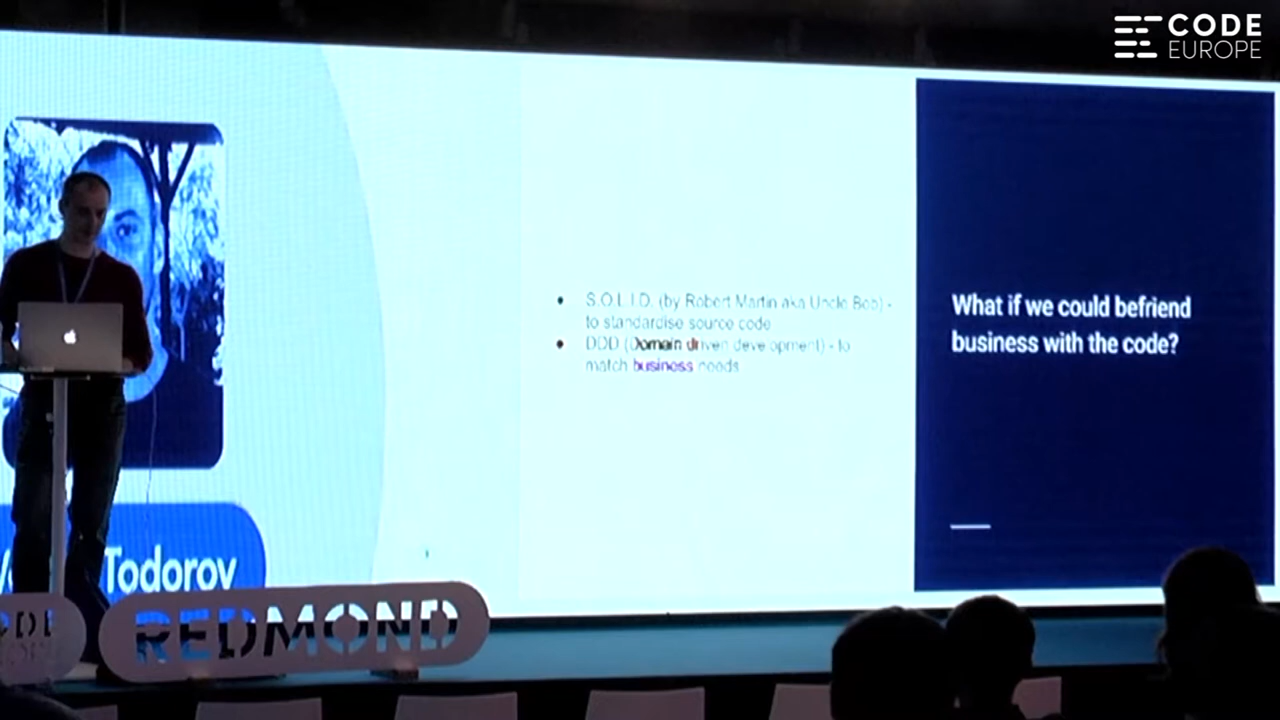 CODE
EUROPE
S.O.L.I.D. (by Robert Martin aka Uncle Bob) -
to standardise source code
DDD (Domain driven development) - to
match business needs
What if we could befriend
business with the code?
Todorov
REDMOND